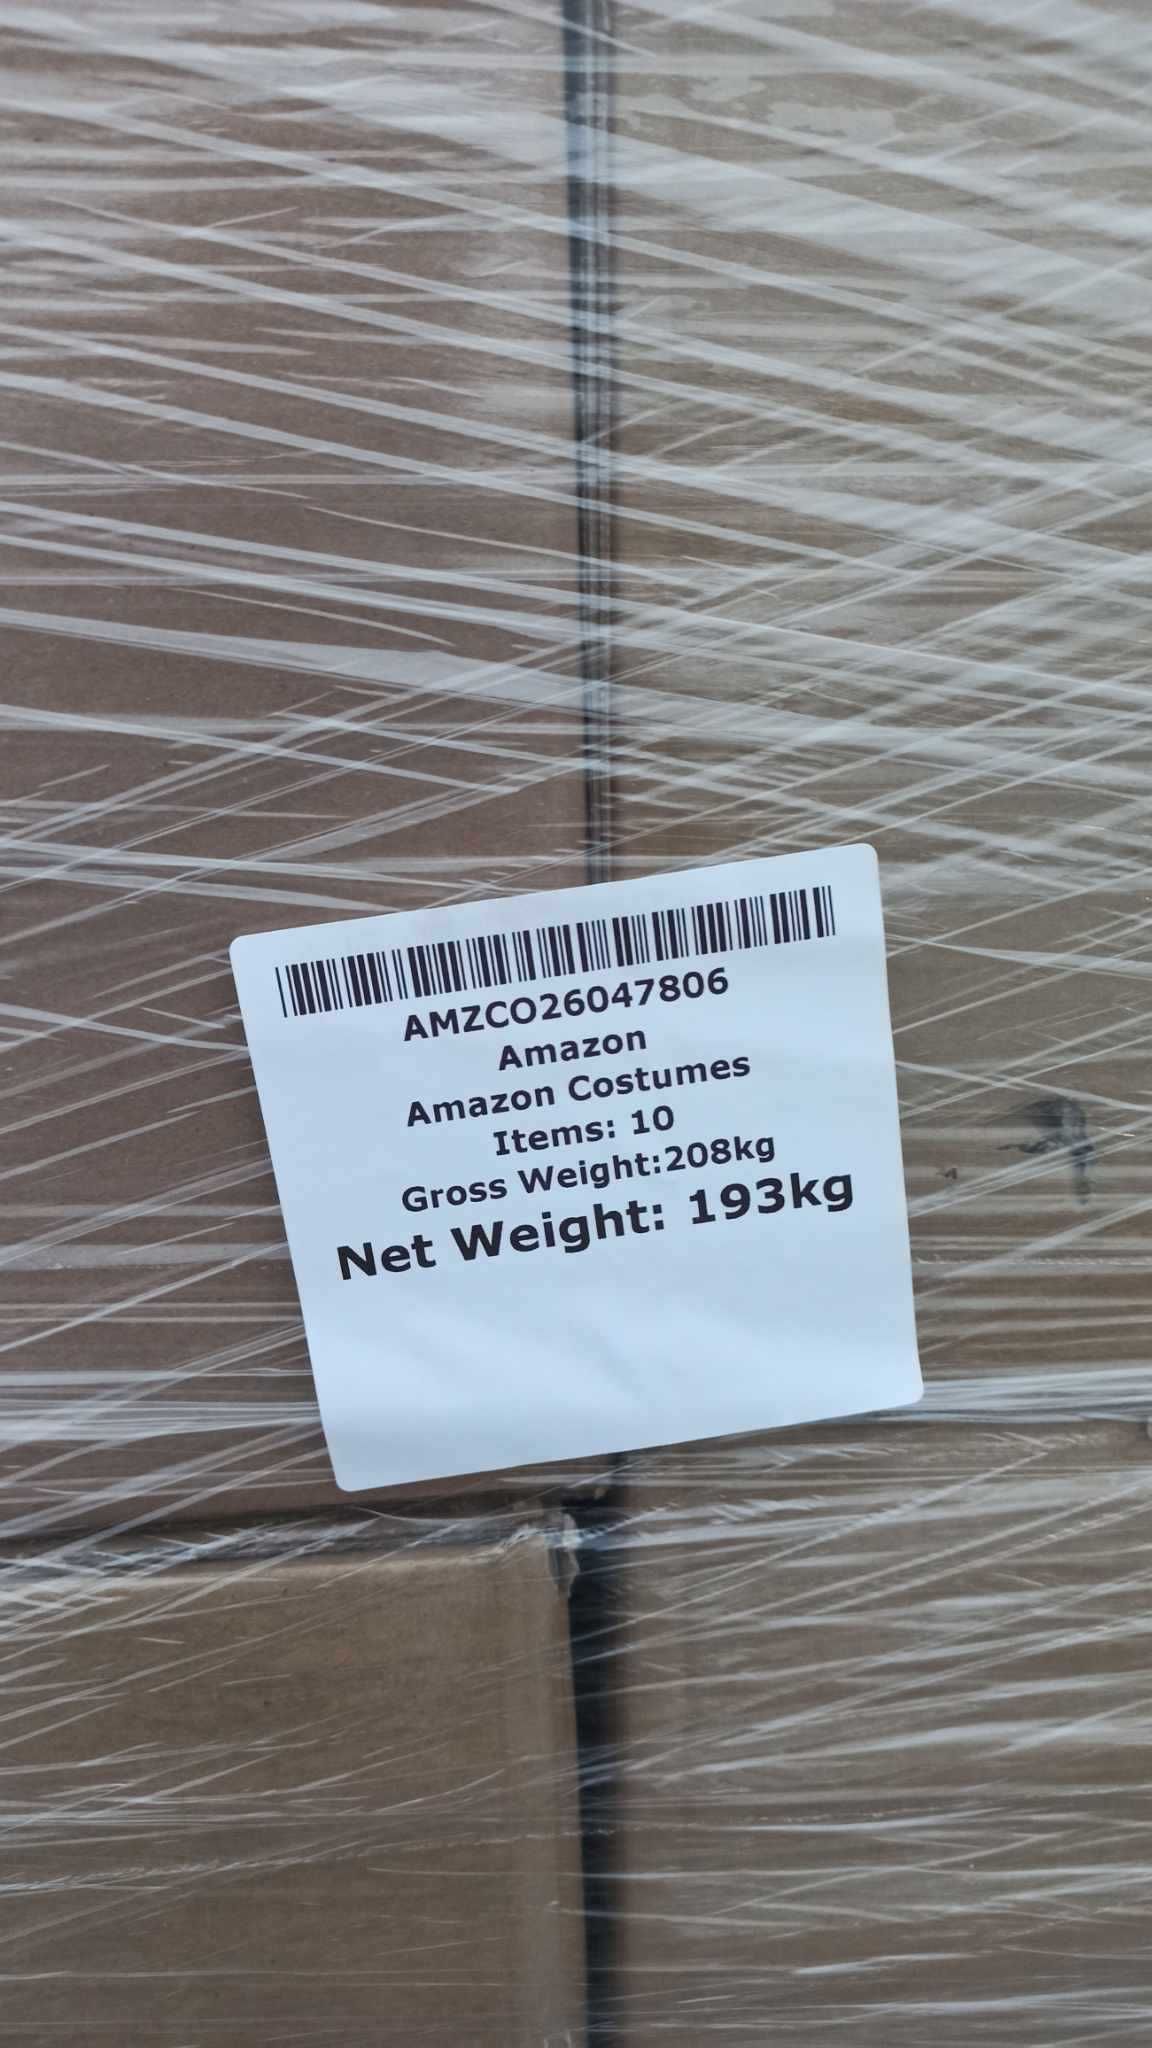 AMZCO26047806
Amazon
Amazon Costumes
Items: 10
Gross Weight:208kg
Net Weight: 193kg